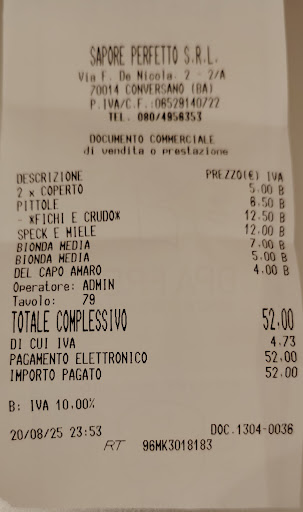 SAPORE PERFETTO S.R.L.
Via F. De Nicola. 2 - 2/A
70014 CONVERSANO (BA)
P.IVA/C.F.:08529140722
TEL. 080/4958353
DOCUMENTO COMMERCIALE
di vendita o prestazione
DESCRIZIONE PREZZO(€) IVA
2 x COPERTO 5.00 B
PITTOLE 6.50 B
- *FICHI E CRUDO* 12.50 B
SPECK E MIELE 12.00 B
BIONDA MEDIA 7.00 B
BIONDA MEDIA 5.00 B
DEL CAPO AMARO 4.00 B
Operatore: ADMIN
Tavolo: 79
TOTALE COMPLESSIVO 52.00
DI CUI IVA 4.73
PAGAMENTO ELETTRONICO 52.00
IMPORTO PAGATO 52.00
B: IVA 10.00%
20/08/25 23:53 DOC.1304-0036
RT 96MK3018183